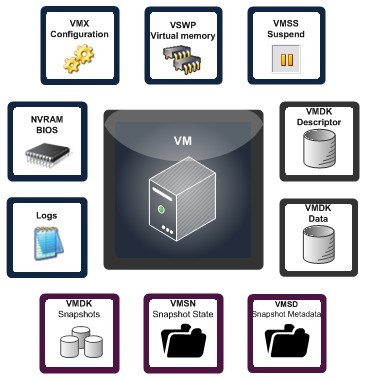 VMX
Configuration
VSWP
Virtual memory
VMSS
Suspend
NVRAM
BIOS
VM
VMDK
Descriptor
Logs
VMDK
Data
VMDK
Snapshots
VMSN
Snapshot State
VMSD
Snapshot Metadata